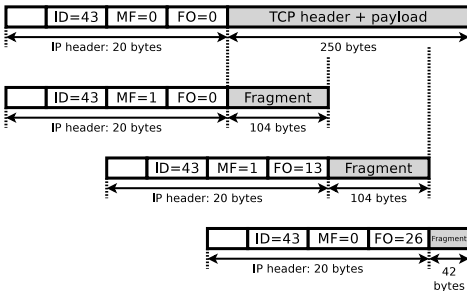 ID=43 MF=0 FO=0 TCP header + payload
IP header: 20 bytes 250 bytes
ID=43 MF=1 FO=0 Fragment
IP header: 20 bytes 104 bytes
ID=43 MF=1 FO=13 Fragment
IP header: 20 bytes 104 bytes
ID=43 MF=0 FO=26 Fragment
IP header: 20 bytes 42
bytes